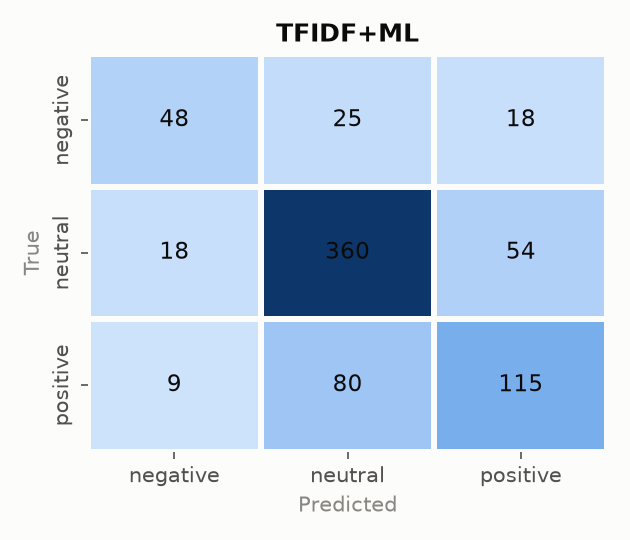 TFIDF+ML
negative
48
25
18
True
neutral
18
360
54
positive
9
80
115
negative
neutral
positive
Predicted